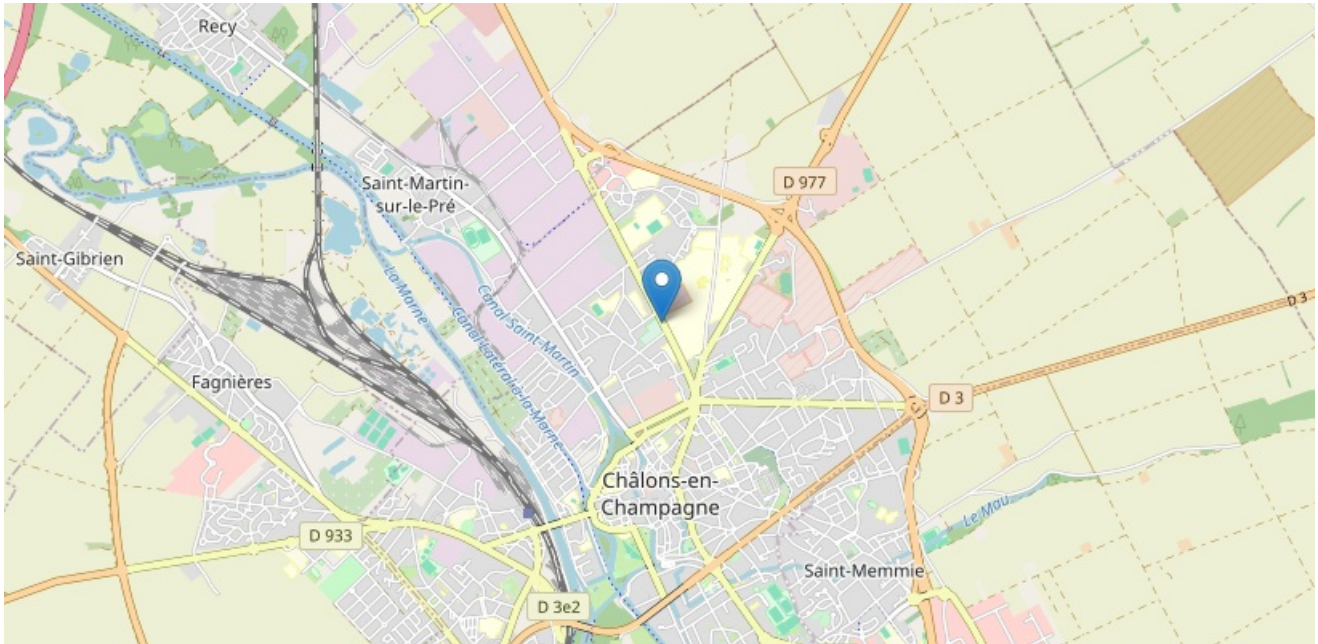 Recy
Saint-Martin-
sur-le-Pré
D 977
Saint-Gibrien
La Marne
Canal Saint-Martin
Canal Latéral à la Marne
D 3
Fagnières
D 3
Châlons-en-
Champagne
Le Mau
D 933
Saint-Memmie
D 3e2